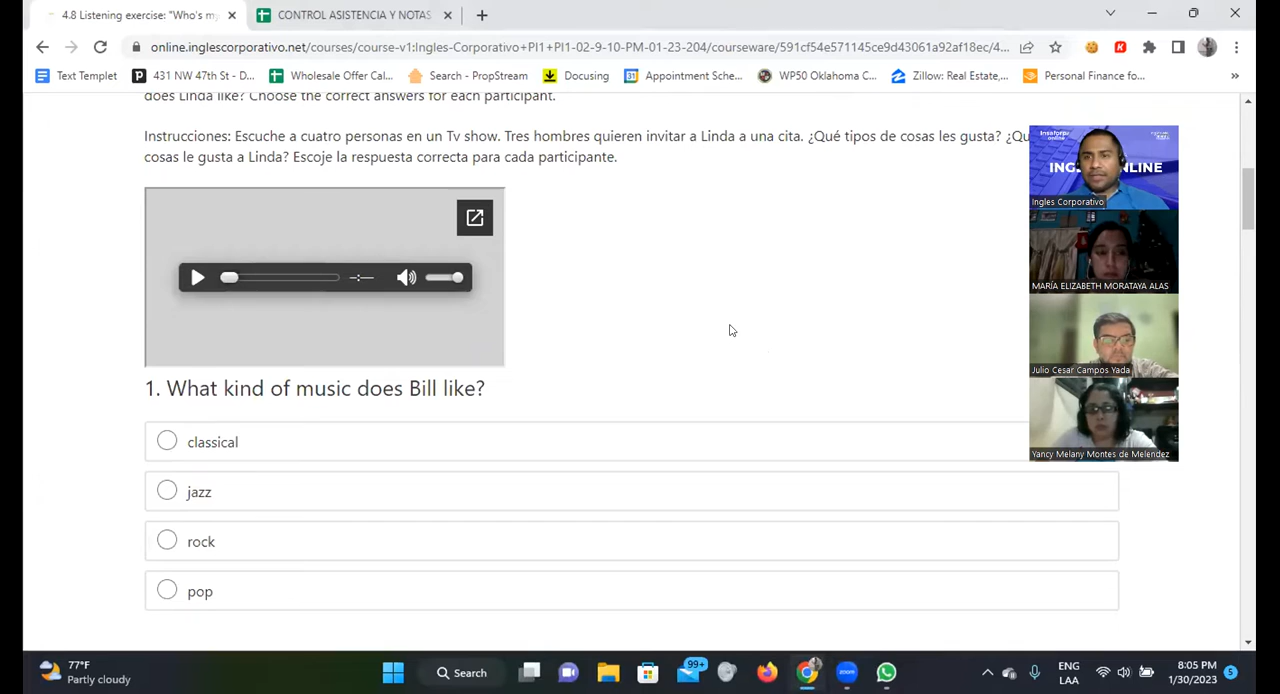 4.8 Listening exercise: "Who's my
CONTROL ASISTENCIA Y NOTAS
online.inglescorporativo.net/courses/course-v1:Ingles-Corporativo+PI1+PI1-02-9-10-PM-01-23-204/courseware/591cf54e571145ce9d43061a92af18ec/4...
Text Templet
431 NW 47th St - D...
Wholesale Offer Cal...
Search - PropStream
Docusing
Appointment Sche...
WP50 Oklahoma C...
Zillow: Real Estate,...
Personal Finance fo...
does Linda like? Choose the correct answers for each participant.
Instrucciones: Escuche a cuatro personas en un Tv show. Tres hombres quieren invitar a Linda a una cita. ¿Qué tipos de cosas les gusta? ¿Qu
cosas le gusta a Linda? Escoje la respuesta correcta para cada participante.
INGLES ONLINE
Ingles Corporativo
MARÍA ELIZABETH MORATAYA ALAS
Julio Cesar Campos Yada
Yancy Melany Montes de Melendez
-:--
1. What kind of music does Bill like?
classical
jazz
rock
pop
77°F
Partly cloudy
Search
99+
ENG
LAA
8:05 PM
1/30/2023
5